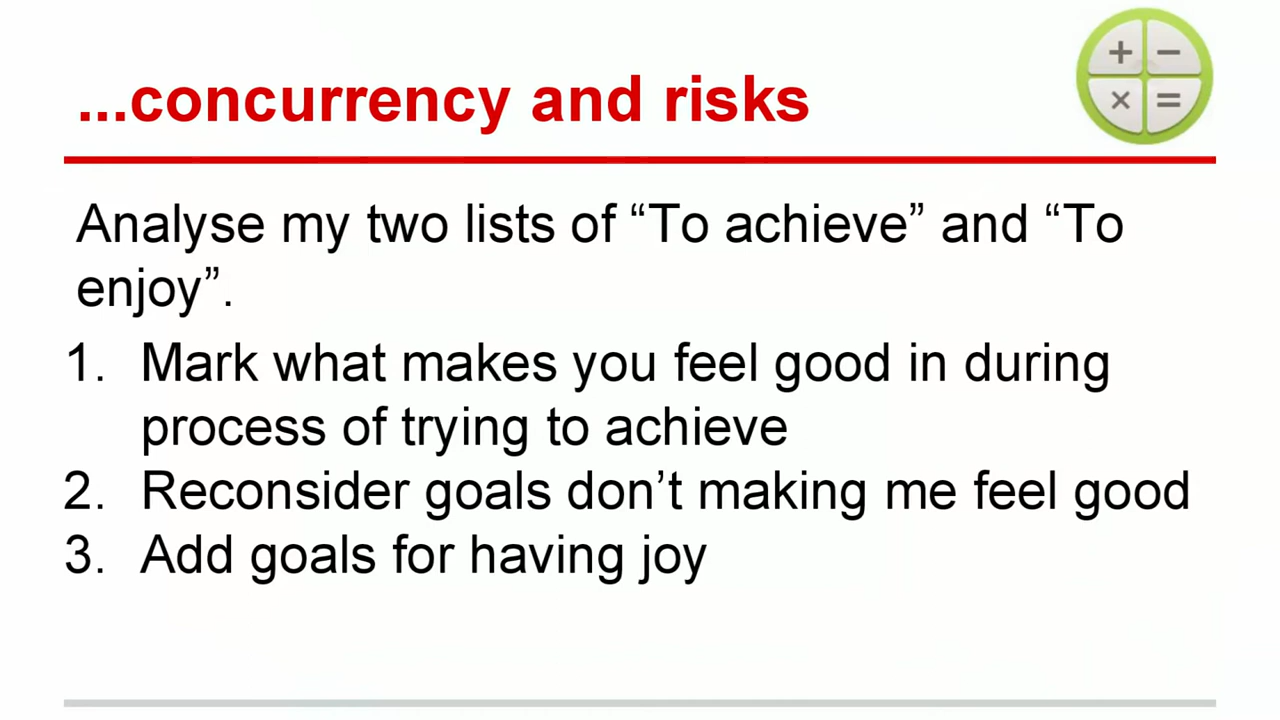 ...concurrency and risks
+ −
× =
Analyse my two lists of “To achieve” and “To
enjoy”.
1. Mark what makes you feel good in during
process of trying to achieve
2. Reconsider goals don’t making me feel good
3. Add goals for having joy